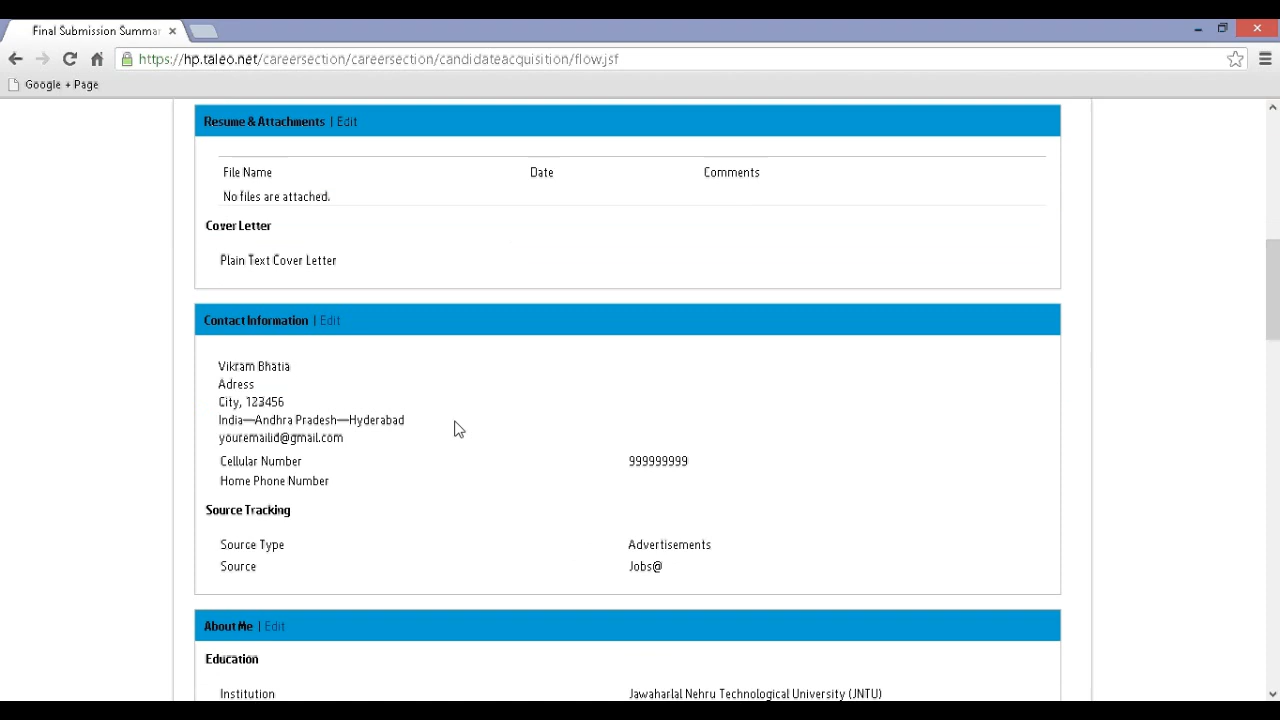 Final Submission Summar
https://hp.taleo.net/careersection/careersection/candidateacquisition/flow.jsf
Google + Page
Resume & Attachments | Edit
File Name Date Comments
No files are attached.
Cover Letter
Plain Text Cover Letter
Contact Information | Edit
Vikram Bhatia
Adress
City, 123456
India—Andhra Pradesh—Hyderabad
youremailid@gmail.com
Cellular Number 999999999
Home Phone Number
Source Tracking
Source Type Advertisements
Source Jobs@
About Me | Edit
Education
Institution Jawaharlal Nehru Technological University (JNTU)